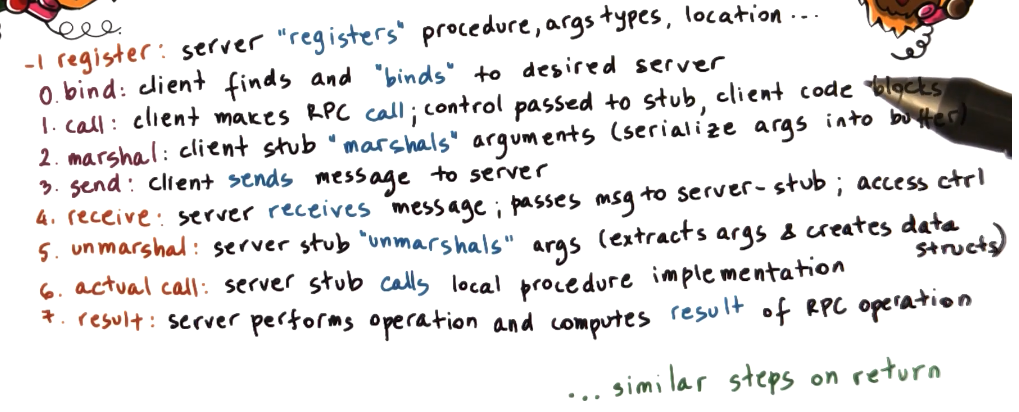 -1 register: server "registers" procedure, args types, location ...
0. bind: client finds and "binds" to desired server
1. call: client makes RPC call; control passed to stub, client code blocks
2. marshal: client stub "marshals" arguments (serialize args into buffer)
3. send: client sends message to server
4. receive: server receives message; passes msg to server-stub; access ctrl
5. unmarshal: server stub "unmarshals" args (extracts args & creates data
structs)
6. actual call: server stub calls local procedure implementation
7. result: server performs operation and computes result of RPC operation
... similar steps on return